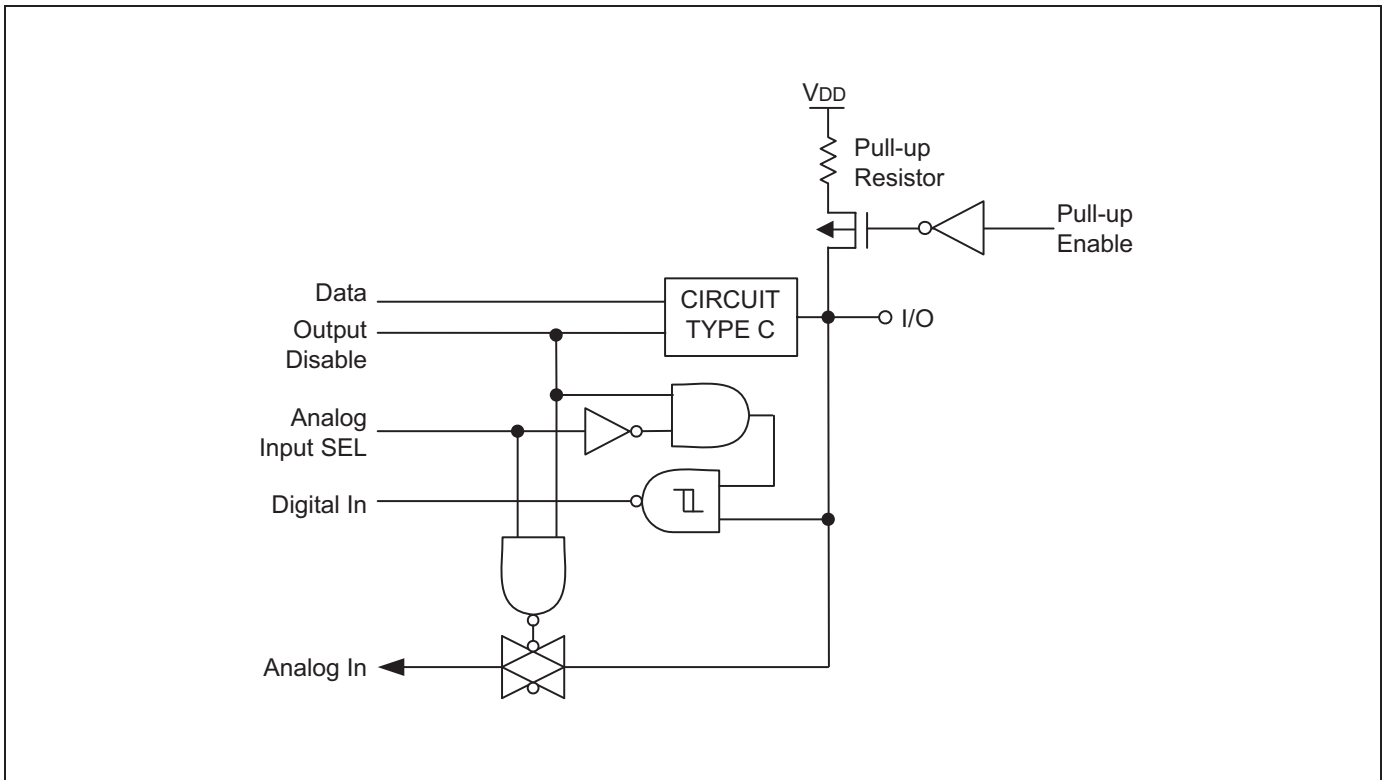 VDD
Pull-up
Resistor
Pull-up
Enable
Data
CIRCUIT
TYPE C
I/O
Output
Disable
Analog
Input SEL
Digital In
Analog In